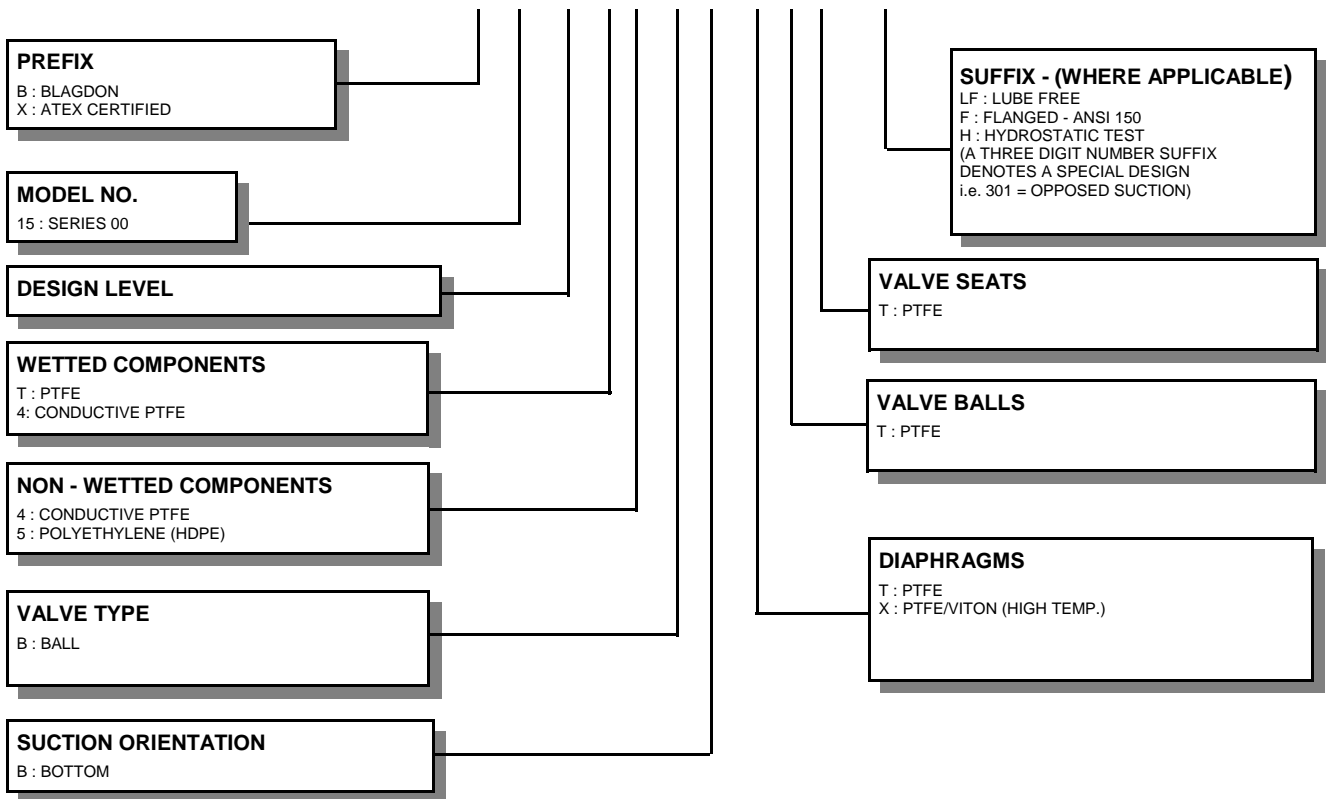 PREFIX
B : BLAGDON
X : ATEX CERTIFIED
MODEL NO.
15 : SERIES 00
DESIGN LEVEL
WETTED COMPONENTS
T : PTFE
4: CONDUCTIVE PTFE
NON - WETTED COMPONENTS
4 : CONDUCTIVE PTFE
5 : POLYETHYLENE (HDPE)
VALVE TYPE
B : BALL
SUCTION ORIENTATION
B : BOTTOM
SUFFIX - (WHERE APPLICABLE)
LF : LUBE FREE
F : FLANGED - ANSI 150
H : HYDROSTATIC TEST
(A THREE DIGIT NUMBER SUFFIX
DENOTES A SPECIAL DESIGN
i.e. 301 = OPPOSED SUCTION)
VALVE SEATS
T : PTFE
VALVE BALLS
T : PTFE
DIAPHRAGMS
T : PTFE
X : PTFE/VITON (HIGH TEMP.)